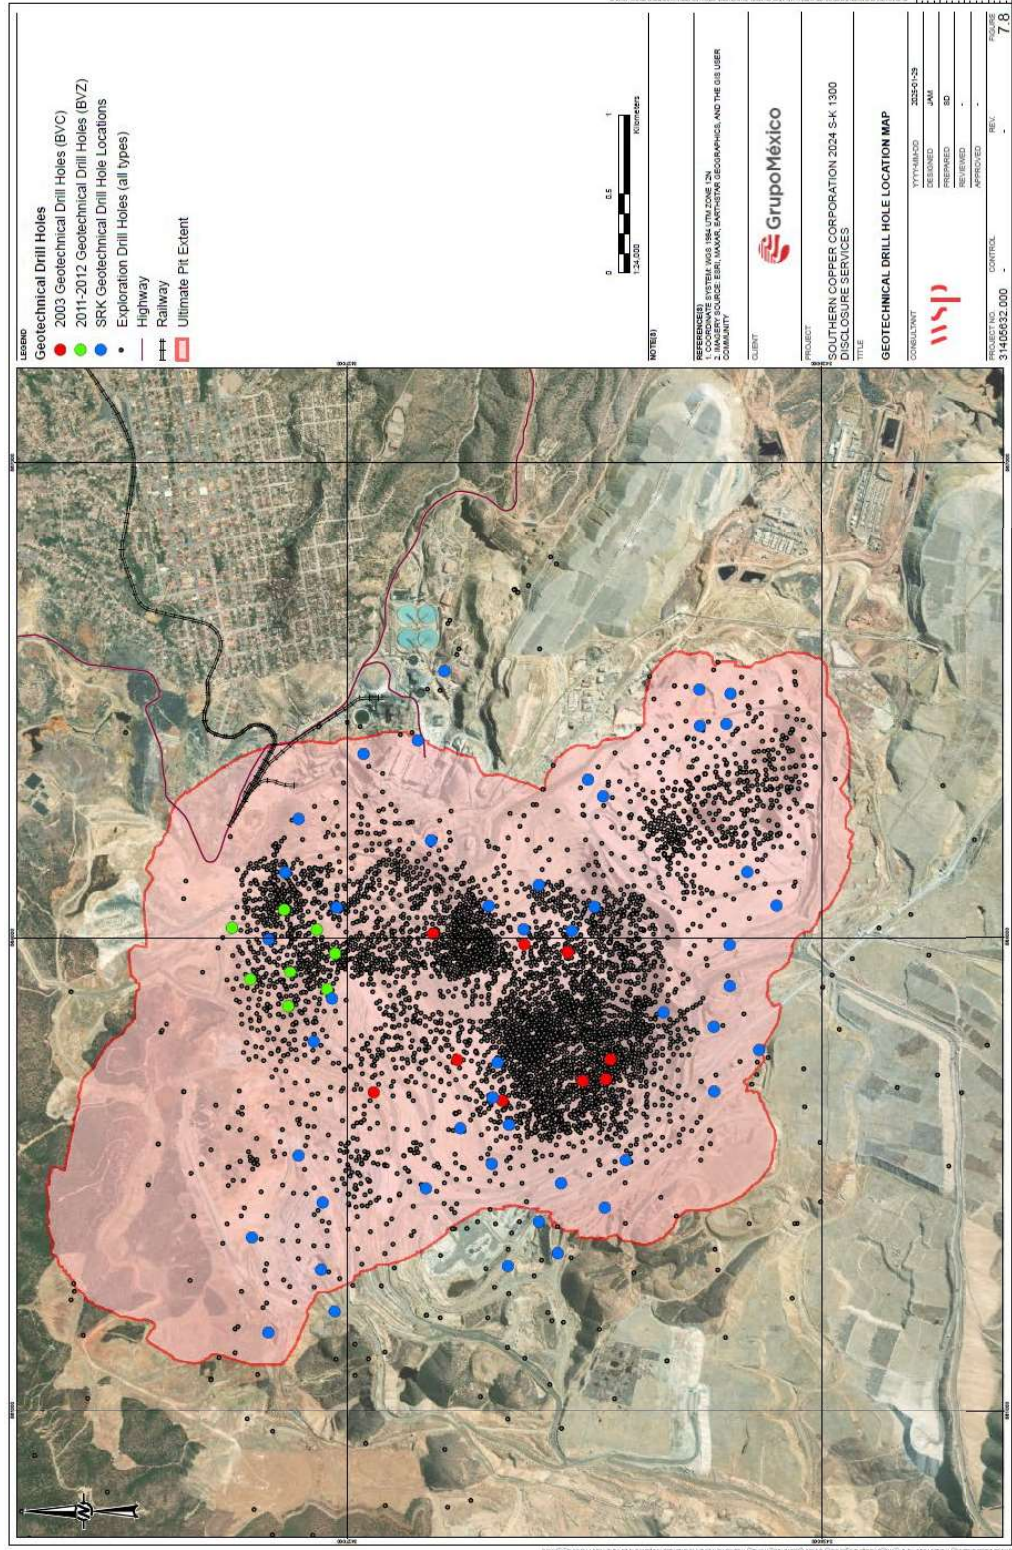 LEGEND
Geotechnical Drill Holes
2003 Geotechnical Drill Holes (BVC)
2011-2012 Geotechnical Drill Holes (BVZ)
SRK Geotechnical Drill Hole Locations
Exploration Drill Holes (all types)
Highway
Railway
Ultimate Pit Extent
0 0.5 1
1:24,000 Kilometers
NOTE(S)
REFERENCE(S)
1. COORDINATE SYSTEM: WGS 1984 UTM ZONE 12N
2. IMAGERY SOURCE: ESRI, MAXAR, EARTHSTAR GEOGRAPHICS, AND THE GIS USER
COMMUNITY
CLIENT
GrupoMéxico
PROJECT
SOUTHERN COPPER CORPORATION 2024 S-K 1300
DISCLOSURE SERVICES
TITLE
GEOTECHNICAL DRILL HOLE LOCATION MAP
CONSULTANT
wsp
YYYY-MM-DD 2025-01-29
DESIGNED JAM
PREPARED SD
REVIEWED -
APPROVED -
PROJECT NO. CONTROL REV. FIGURE
31405632.000 - - 7.8
N